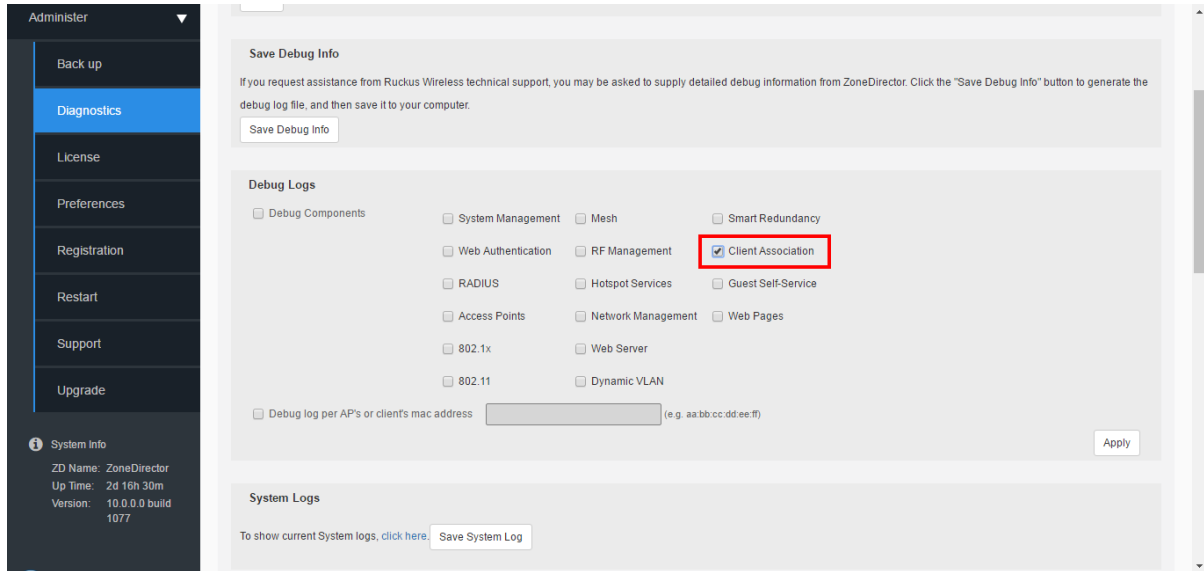 Administer
Back up
Diagnostics
License
Preferences
Registration
Restart
Support
Upgrade
System Info
ZD Name: ZoneDirector
Up Time: 2d 16h 30m
Version: 10.0.0.0 build
1077
Save Debug Info
If you request assistance from Ruckus Wireless technical support, you may be asked to supply detailed debug information from ZoneDirector. Click the "Save Debug Info" button to generate the
debug log file, and then save it to your computer.
Save Debug Info
Debug Logs
Debug Components
System Management Mesh Smart Redundancy
Web Authentication RF Management Client Association
RADIUS Hotspot Services Guest Self-Service
Access Points Network Management Web Pages
802.1x Web Server
802.11 Dynamic VLAN
Debug log per AP's or client's mac address (e.g. aa:bb:cc:dd:ee:ff)
Apply
System Logs
To show current System logs, click here. Save System Log